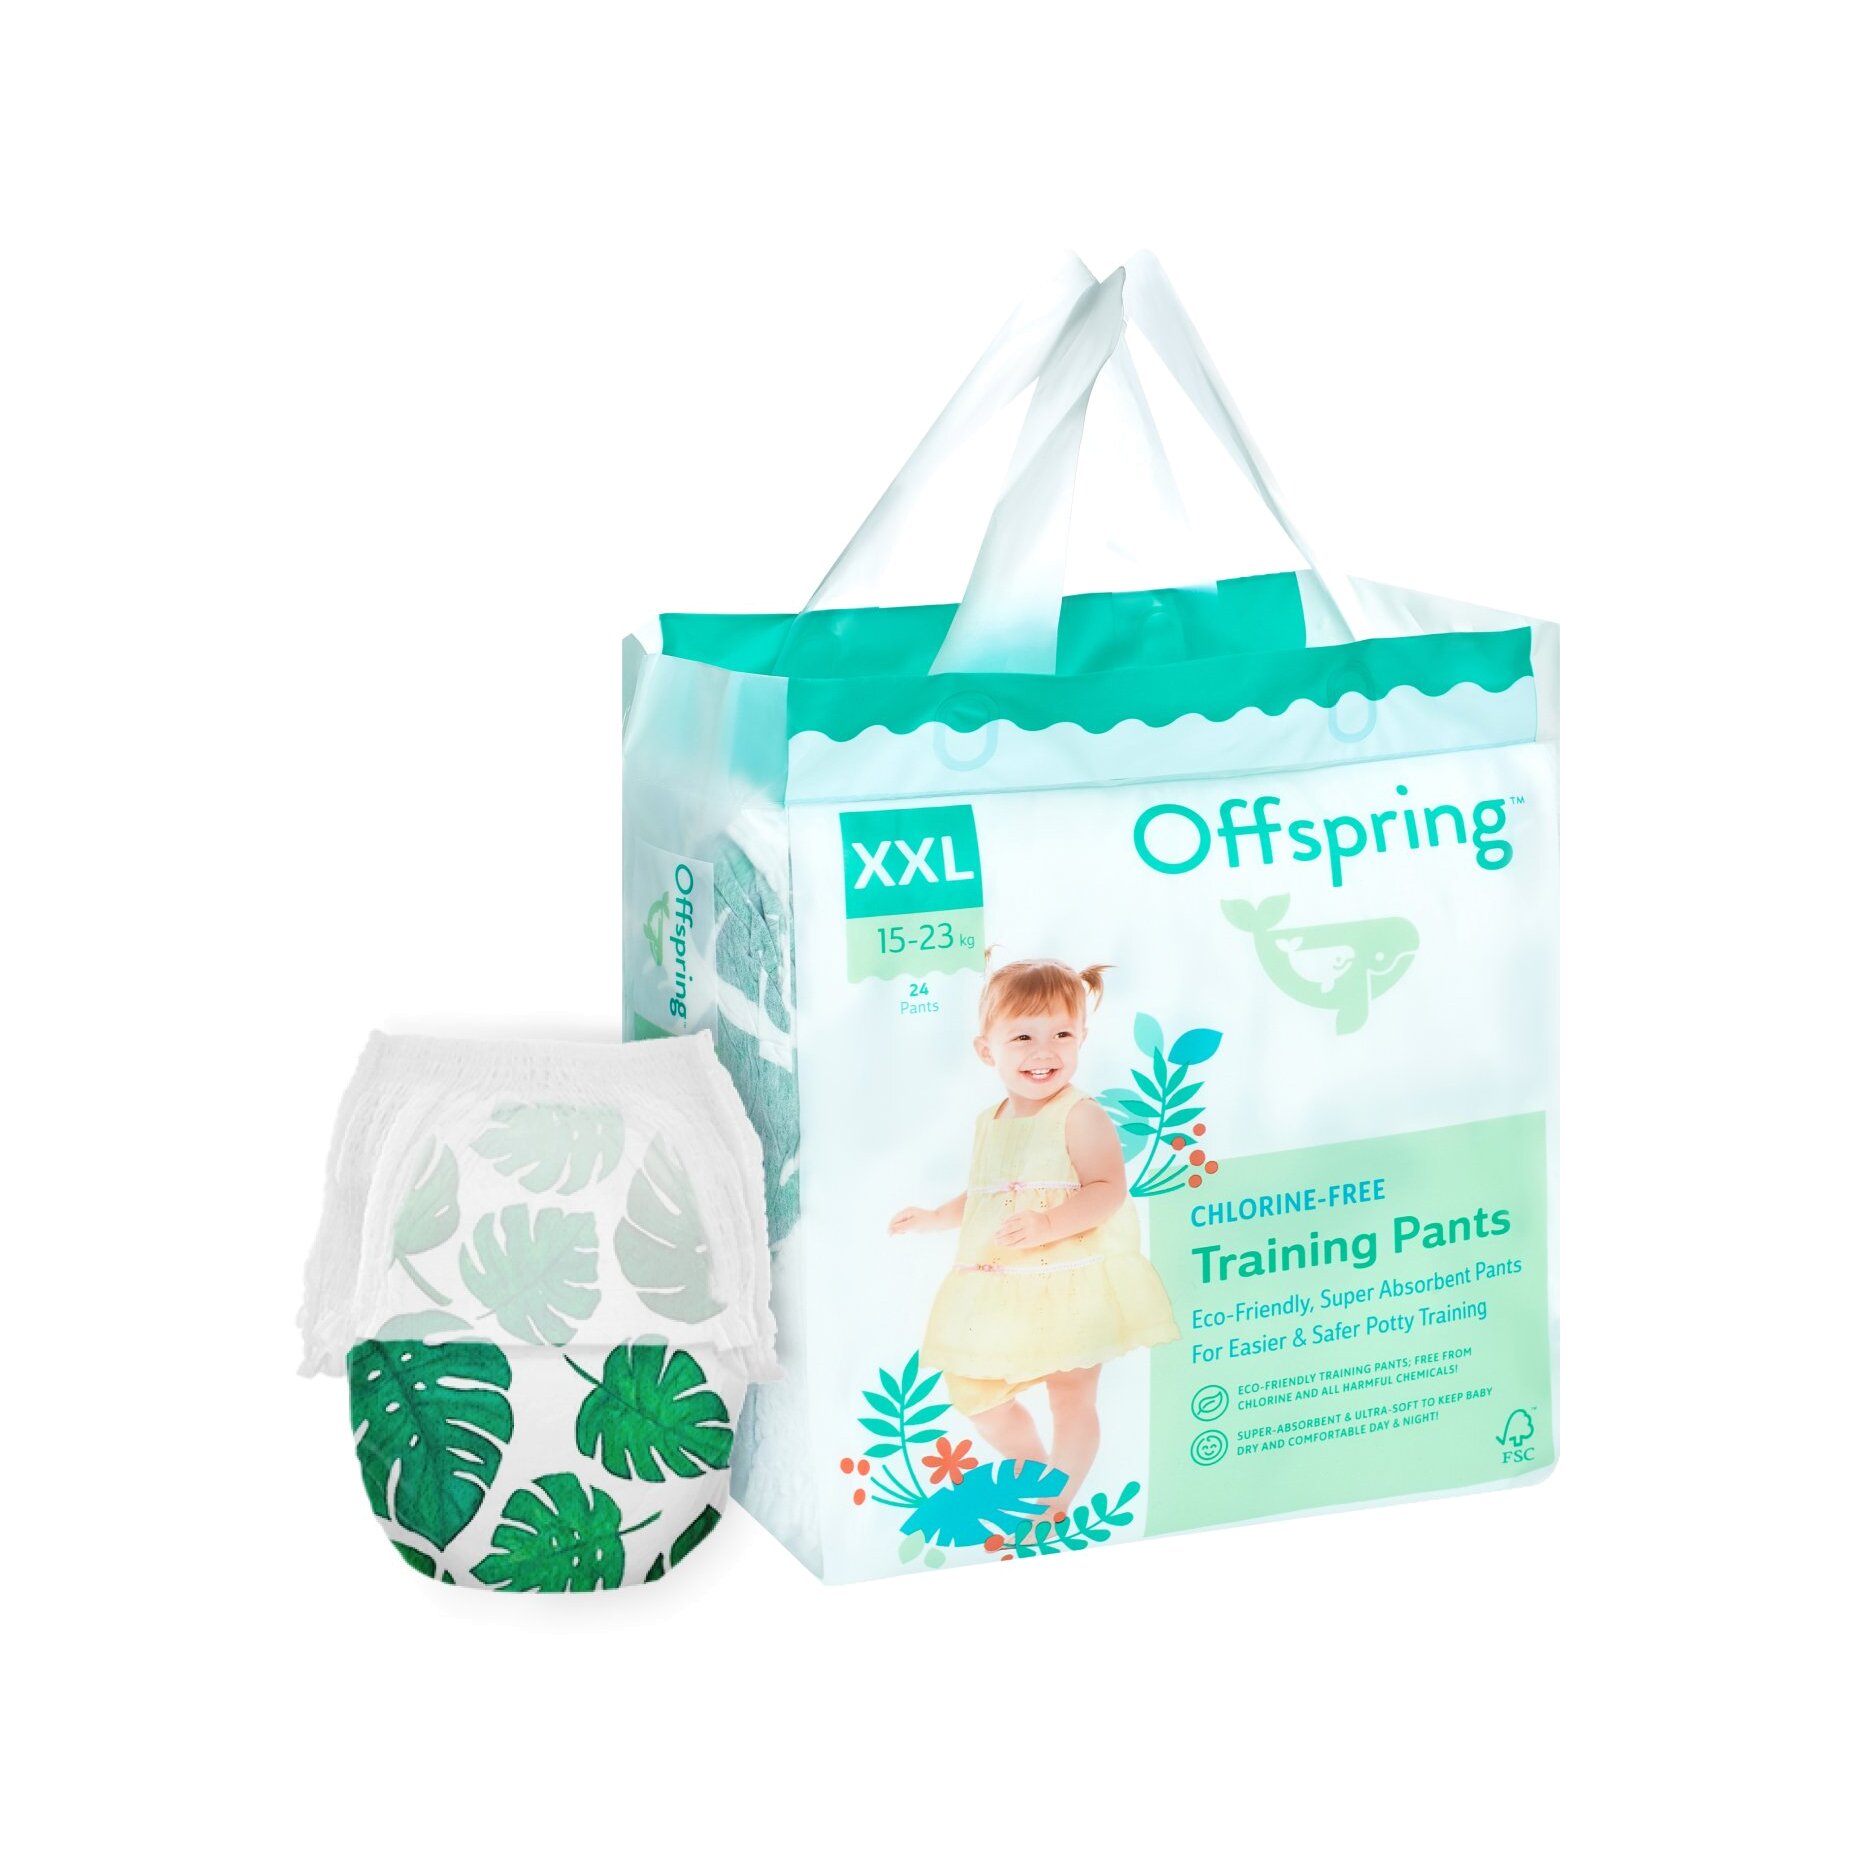 Offspring™
XXL
15-23 kg
24
Pants
Offspring
CHLORINE-FREE
Training Pants
Eco-Friendly, Super Absorbent Pants
For Easier & Safer Potty Training
ECO-FRIENDLY TRAINING PANTS; FREE FROM
CHLORINE AND ALL HARMFUL CHEMICALS!
SUPER-ABSORBENT & ULTRA-SOFT TO KEEP BABY
DRY AND COMFORTABLE DAY & NIGHT!
FSC